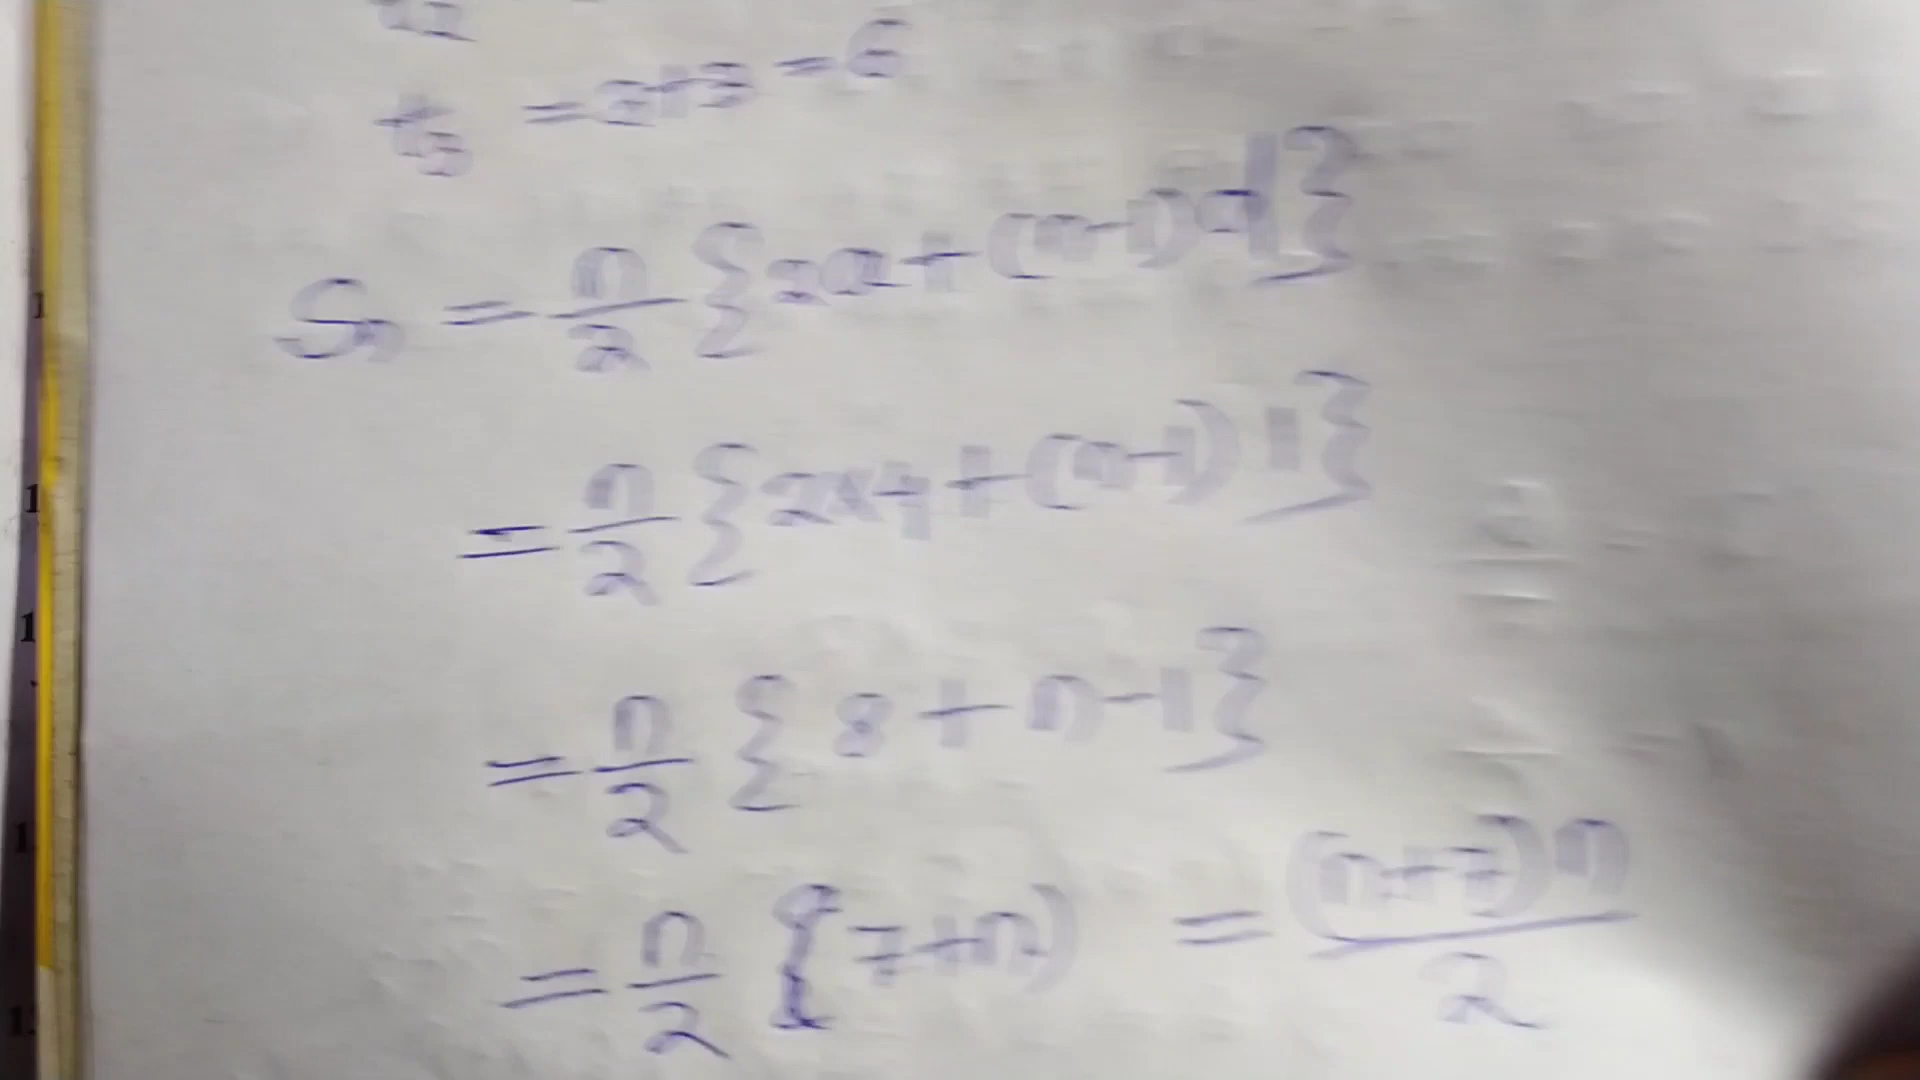 t₃ = 3+3 = 6
Sₙ = n/2 {2a + (n-1)d}
= n/2 {2×4 + (n-1)1}
= n/2 {8 + n-1}
= n/2 {7+n) = (n+7)n/2